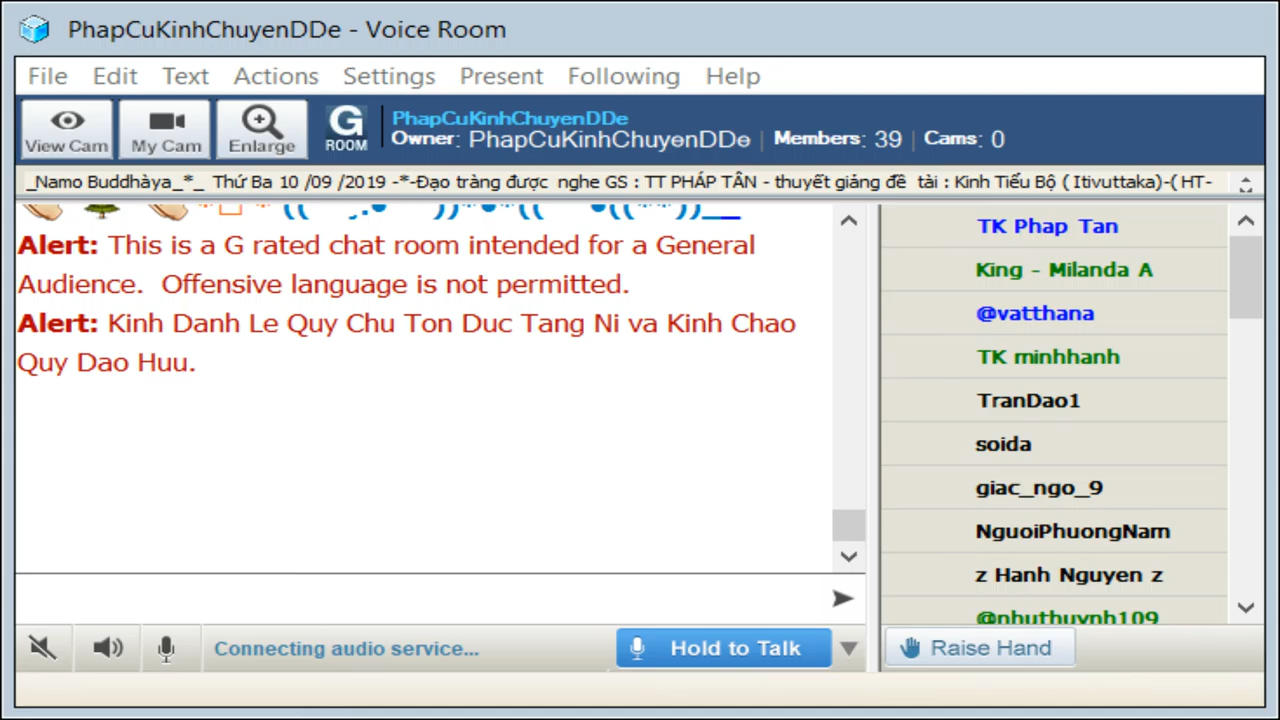 PhapCuKinhChuyenDDe - Voice Room
File Edit Text Actions Settings Present Following Help
View Cam
My Cam
Enlarge
G
ROOM
PhapCuKinhChuyenDDe
Owner: PhapCuKinhChuyenDDe | Members: 39 | Cams: 0
_Namo Buddhàya_*_ Thứ Ba 10 /09 /2019 -*-Đạo tràng được nghe GS : TT PHÁP TÂN - thuyết giảng đề tài : Kinh Tiểu Bộ ( Itivuttaka)-( HT-
Alert: This is a G rated chat room intended for a General
Audience. Offensive language is not permitted.
Alert: Kinh Danh Le Quy Chu Ton Duc Tang Ni va Kinh Chao
Quy Dao Huu.
TK Phap Tan
King - Milanda A
@vatthana
TK minhhanh
TranDao1
soida
giac_ngo_9
NguoiPhuongNam
z Hanh Nguyen z
@nhuthuynh109
Connecting audio service...
Hold to Talk
Raise Hand